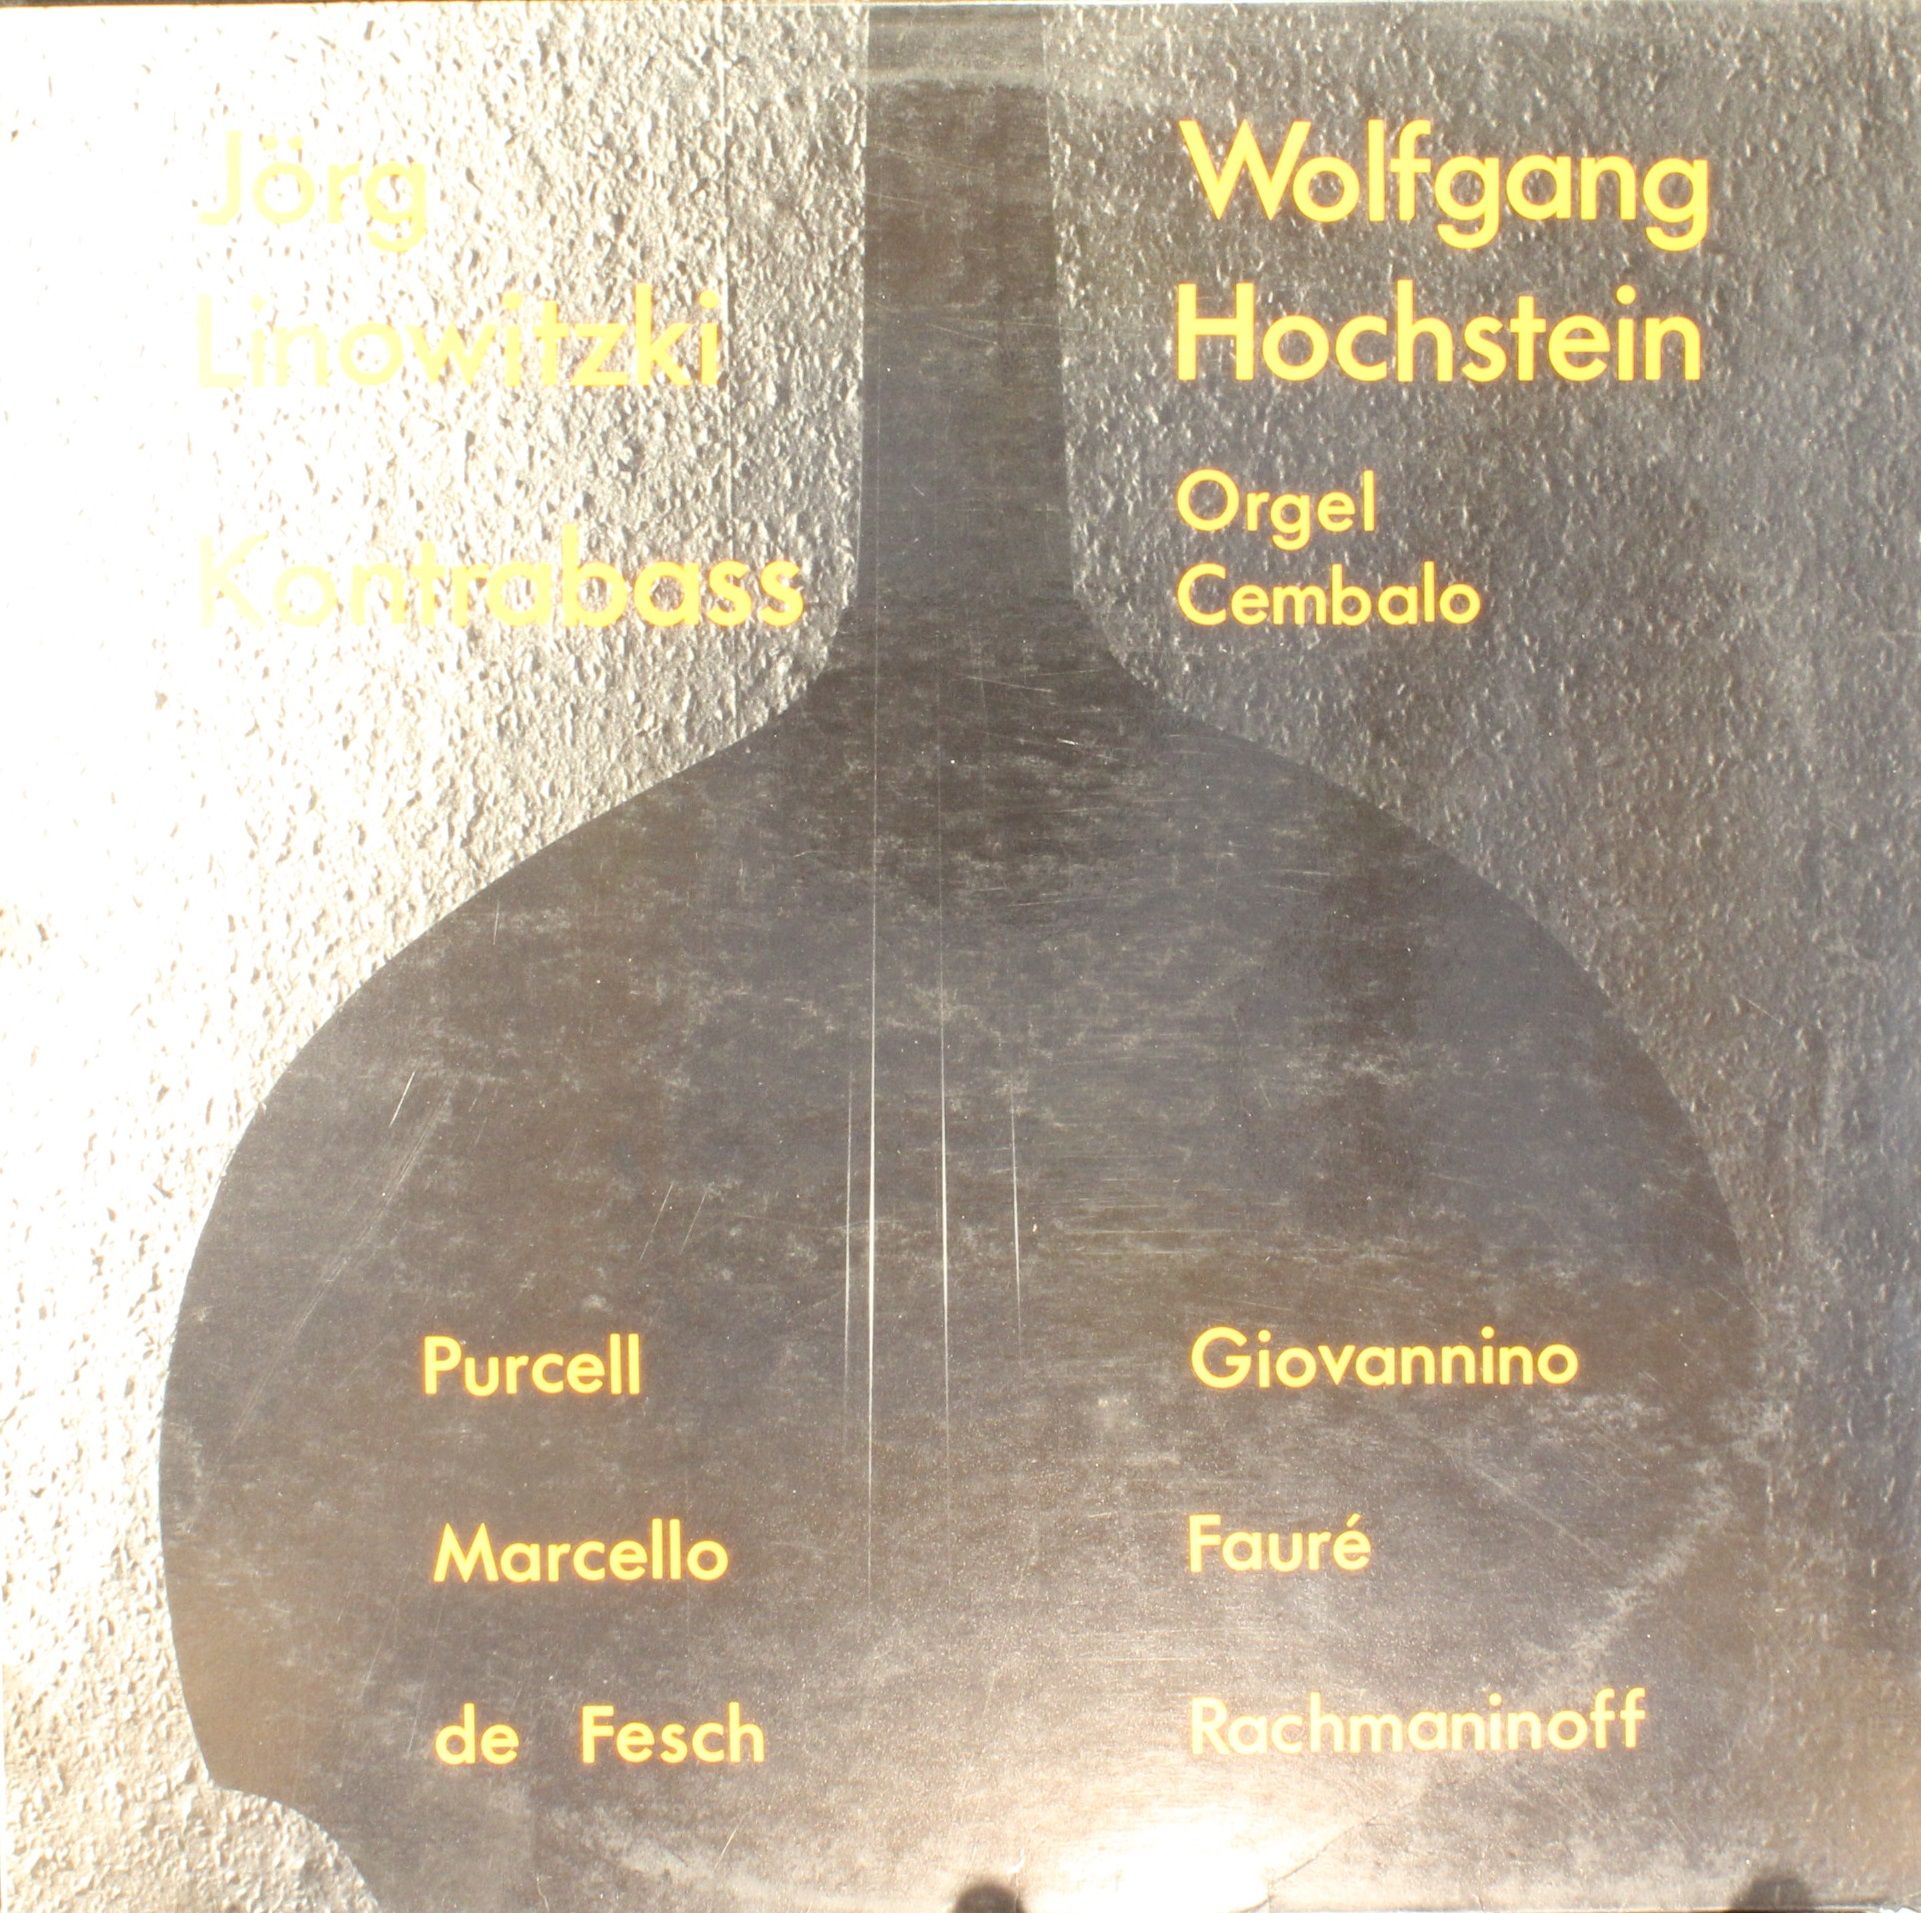 Jörg
Linowitzki
Kontrabass
Wolfgang
Hochstein
Orgel
Cembalo
Purcell
Marcello
de Fesch
Giovannino
Fauré
Rachmaninoff